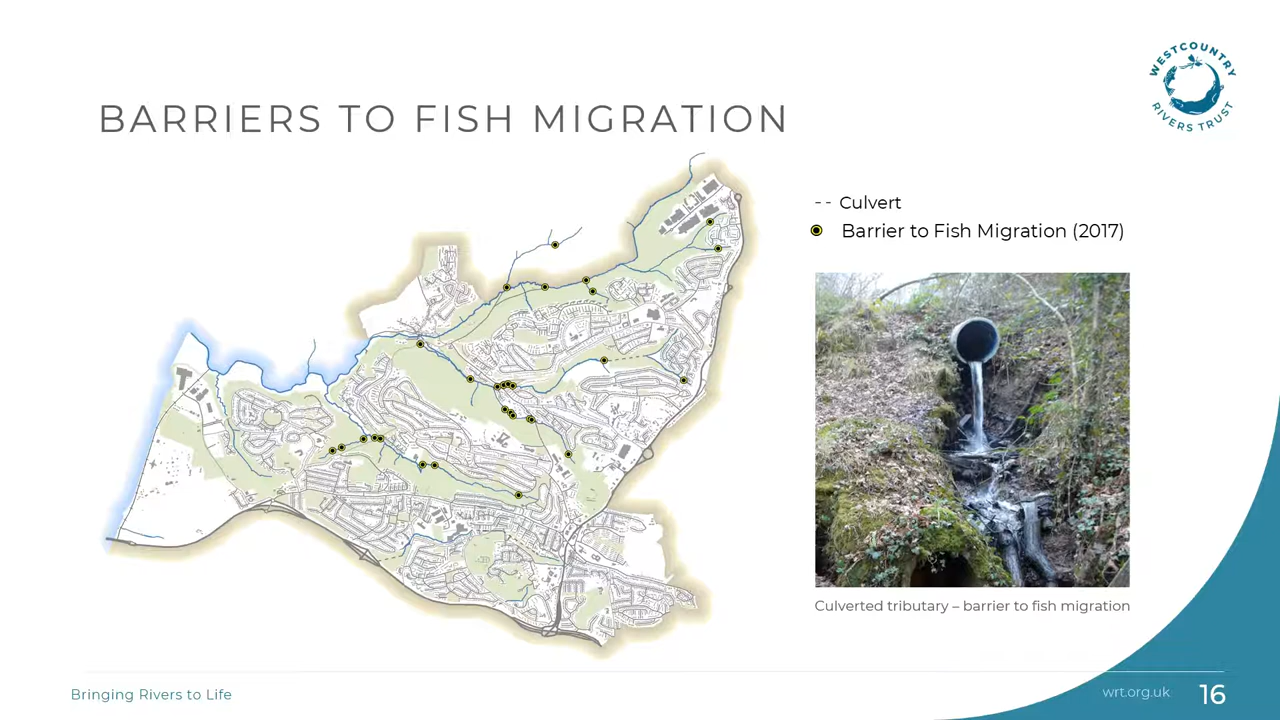 WESTCOUNTRY
RIVERS TRUST
BARRIERS TO FISH MIGRATION
-- Culvert
Barrier to Fish Migration (2017)
Culverted tributary – barrier to fish migration
Bringing Rivers to Life
wrt.org.uk
16